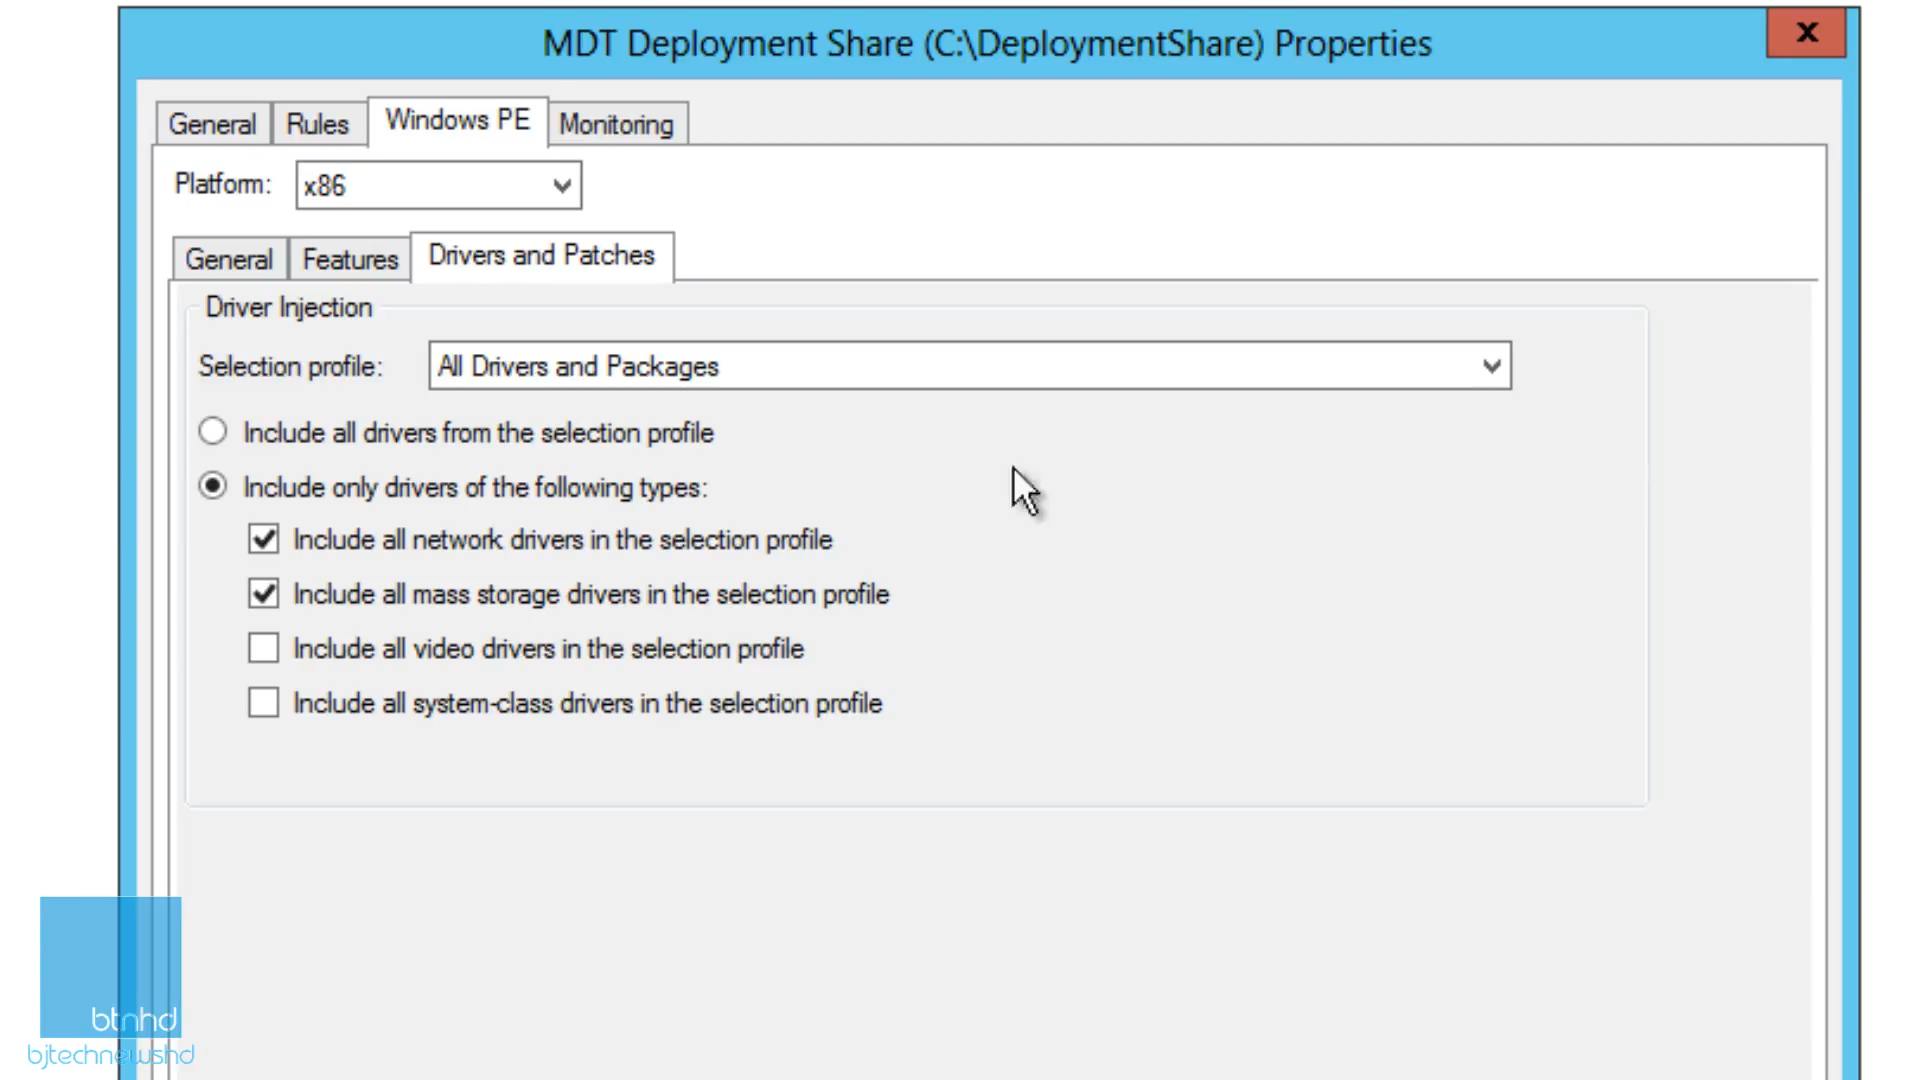 MDT Deployment Share (C:\DeploymentShare) Properties
x
General Rules Windows PE Monitoring
Platform: x86
General Features Drivers and Patches
Driver Injection
Selection profile: All Drivers and Packages
Include all drivers from the selection profile
Include only drivers of the following types:
Include all network drivers in the selection profile
Include all mass storage drivers in the selection profile
Include all video drivers in the selection profile
Include all system-class drivers in the selection profile
btnhd
bjtechnewshd